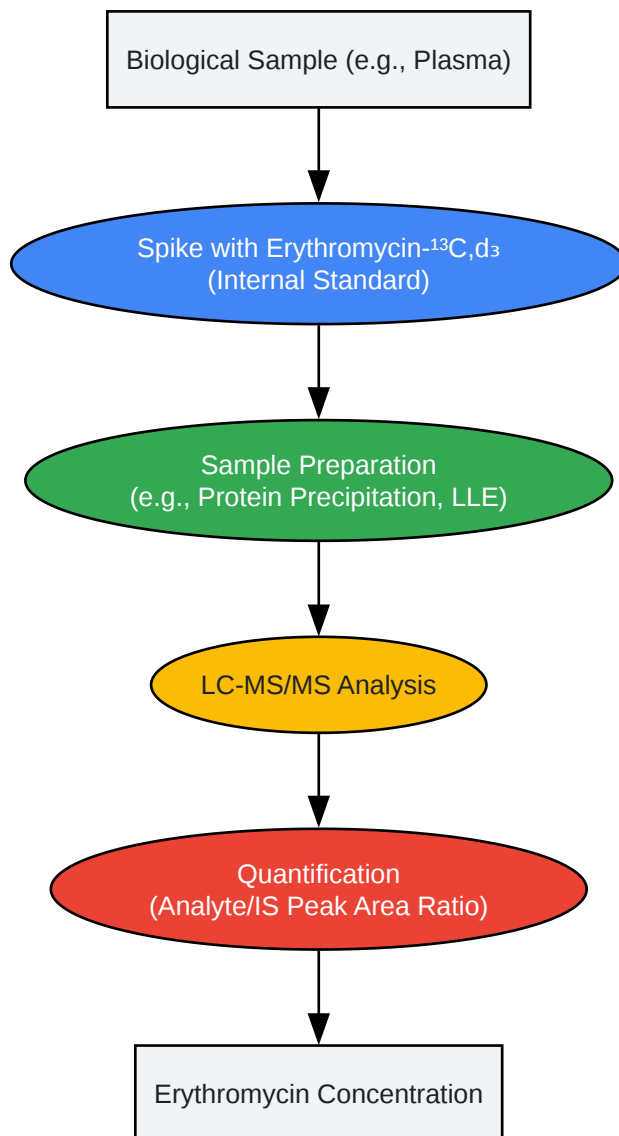 Biological Sample (e.g., Plasma)
Spike with Erythromycin-¹³C,d₃
(Internal Standard)
Sample Preparation
(e.g., Protein Precipitation, LLE)
LC-MS/MS Analysis
Quantification
(Analyte/IS Peak Area Ratio)
Erythromycin Concentration